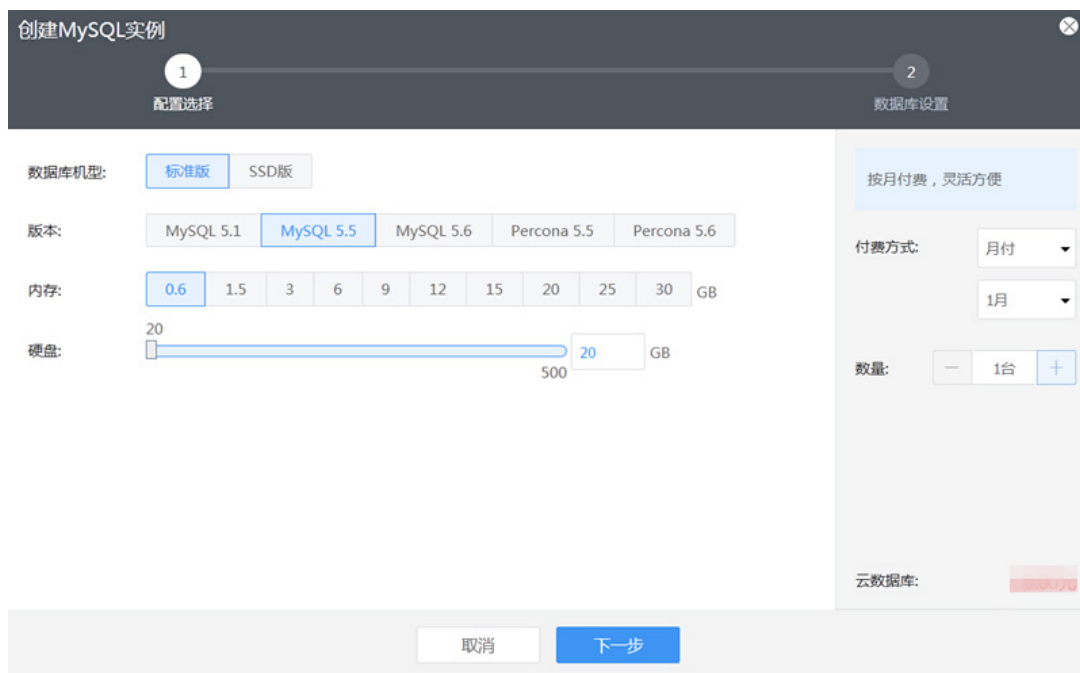 创建MySQL实例
1
2
配置选择
数据库设置
数据库机型:
标准版
SSD版
版本:
MySQL 5.1
MySQL 5.5
MySQL 5.6
Percona 5.5
Percona 5.6
内存:
0.6
1.5
3
6
9
12
15
20
25
30
GB
20
硬盘:
20
GB
500
按月付费，灵活方便
付费方式:
月付
1月
数量:
1台
云数据库:
取消
下一步